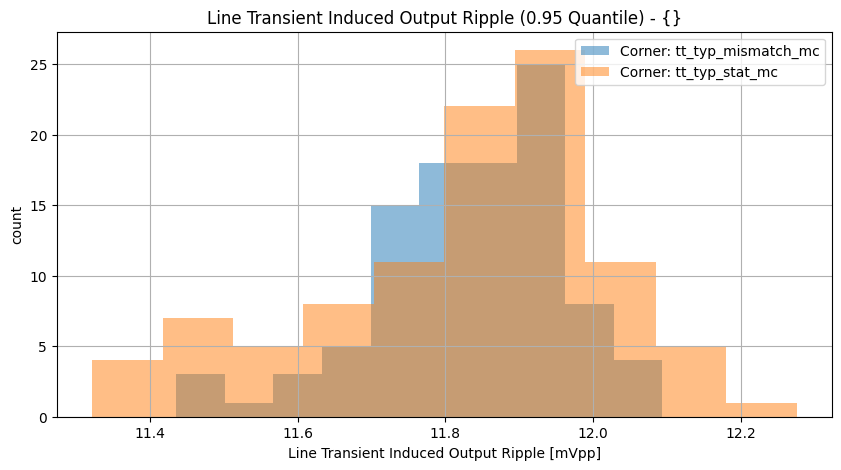 Line Transient Induced Output Ripple (0.95 Quantile) - {}
Corner: tt_typ_mismatch_mc
Corner: tt_typ_stat_mc
25
20
15
10
5
0
count
11.4
11.6
11.8
12.0
12.2
Line Transient Induced Output Ripple [mVpp]